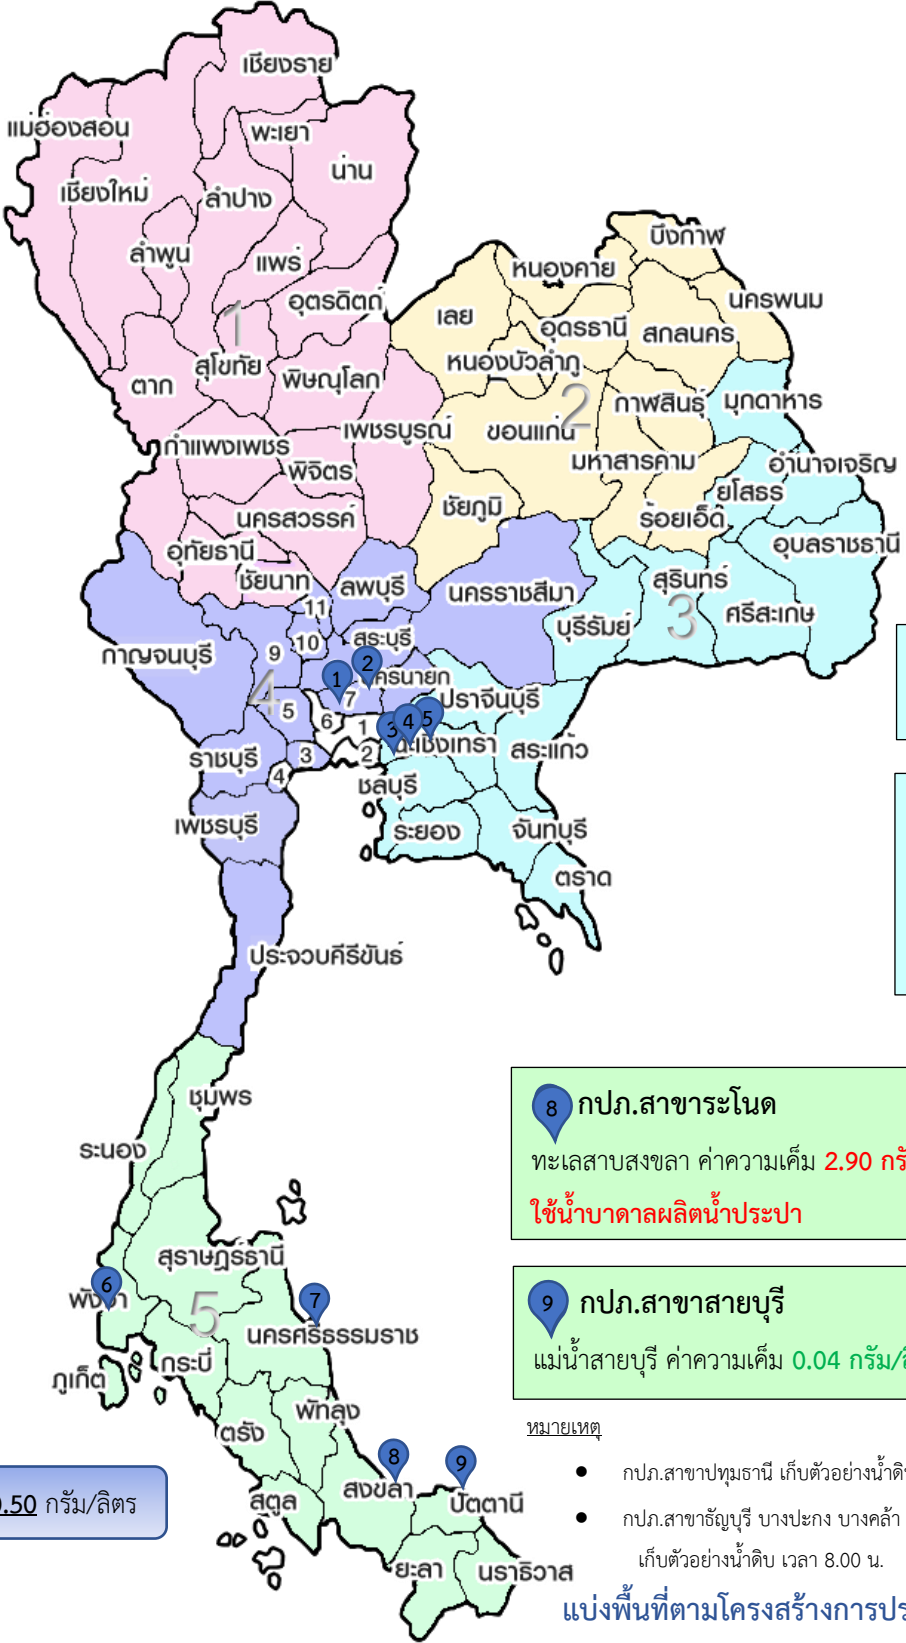 เชียงราย
แม่ฮ่องสอน
พะเยา
น่าน
เชียงใหม่
ลำปาง
ลำพูน
แพร่
อุตรดิตถ์
1
สุโขทัย
ตาก
พิษณุโลก
กำแพงเพชร
เพชรบูรณ์
พิจิตร
นครสวรรค์
อุทัยธานี
ชัยนาท
บึงกาฬ
หนองคาย
นครพนม
เลย
อุดรธานี
สกลนคร
หนองบัวลำภู
2
กาฬสินธุ์
มุกดาหาร
ขอนแก่น
มหาสารคาม
อำนาจเจริญ
ยโสธร
ชัยภูมิ
ร้อยเอ็ด
อุบลราชธานี
สุรินทร์
ศรีสะเกษ
3
บุรีรัมย์
นครราชสีมา
ลพบุรี
11
10
สระบุรี
9
กาญจนบุรี
4
5
1
2
ครนายก
7
6
1
2
3
4
ราชบุรี
เพชรบุรี
3
4
5
ปราจีนบุรี
ะเชิงเทรา
สระแก้ว
ชลบุรี
ระยอง
จันทบุรี
ตราด
ประจวบคีรีขันธ์
ชุมพร
ระนอง
สุราษฎร์ธานี
6
พังงา
5
7
นครศรีธรรมราช
กระบี่
ภูเก็ต
ตรัง
พัทลุง
8
9
สงขลา
ปัตตานี
สตูล
ยะลา
นราธิวาส
8 กปภ.สาขาระโนด
ทะเลสาบสงขลา ค่าความเค็ม 2.90 กรั
ใช้น้ำบาดาลผลิตน้ำประปา
9 กปภ.สาขาสายบุรี
แม่น้ำสายบุรี ค่าความเค็ม 0.04 กรัม/ลิ
หมายเหตุ
● กปภ.สาขาปทุมธานี เก็บตัวอย่างน้ำดิบ
● กปภ.สาขาธัญบุรี บางปะกง บางคล้า
เก็บตัวอย่างน้ำดิบ เวลา 8.00 น.
แบ่งพื้นที่ตามโครงสร้างการประ
.50 กรัม/ลิตร